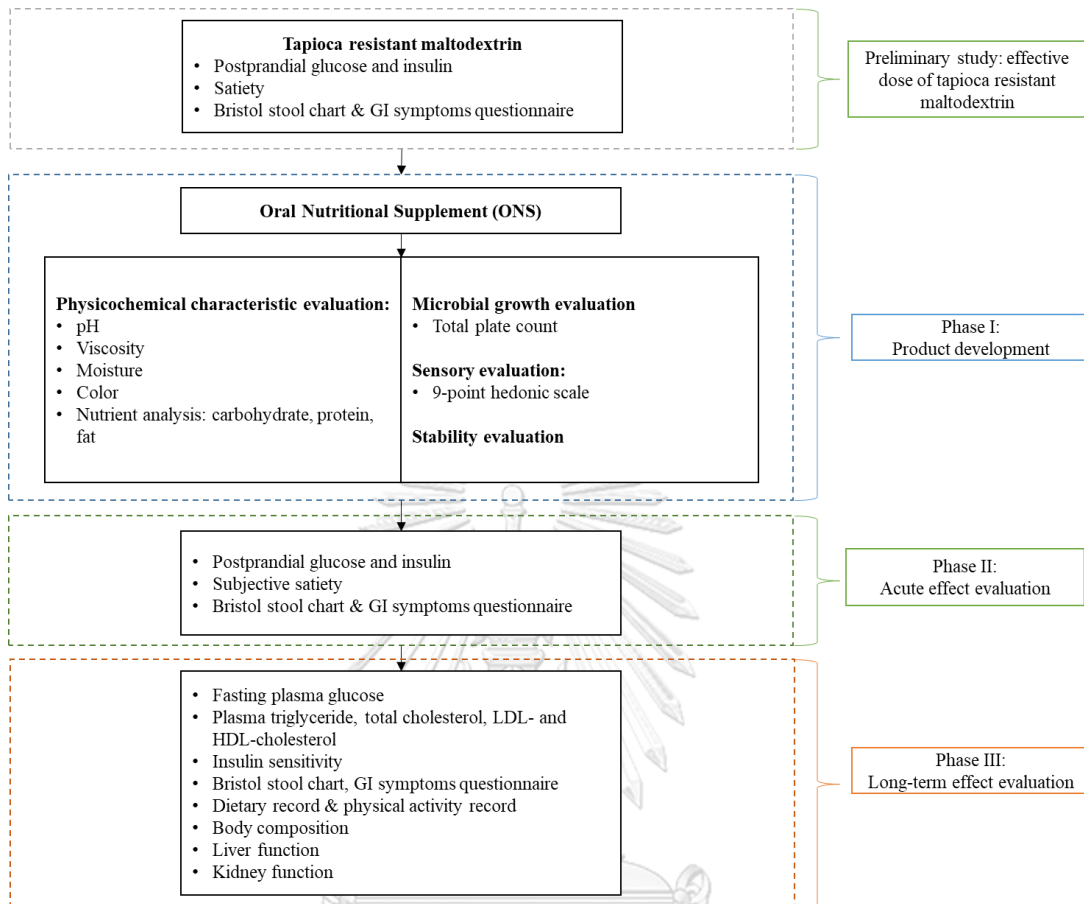 Tapioca resistant maltodextrin
• Postprandial glucose and insulin
• Satiety
• Bristol stool chart & GI symptoms questionnaire
Preliminary study: effective
dose of tapioca resistant
maltodextrin
Oral Nutritional Supplement (ONS)
Physicochemical characteristic evaluation:
• pH
• Viscosity
• Moisture
• Color
• Nutrient analysis: carbohydrate, protein,
fat
Microbial growth evaluation
• Total plate count
Sensory evaluation:
• 9-point hedonic scale
Stability evaluation
Phase I:
Product development
• Postprandial glucose and insulin
• Subjective satiety
• Bristol stool chart & GI symptoms questionnaire
Phase II:
Acute effect evaluation
• Fasting plasma glucose
• Plasma triglyceride, total cholesterol, LDL- and
HDL-cholesterol
• Insulin sensitivity
• Bristol stool chart, GI symptoms questionnaire
• Dietary record & physical activity record
• Body composition
• Liver function
• Kidney function
Phase III:
Long-term effect evaluation